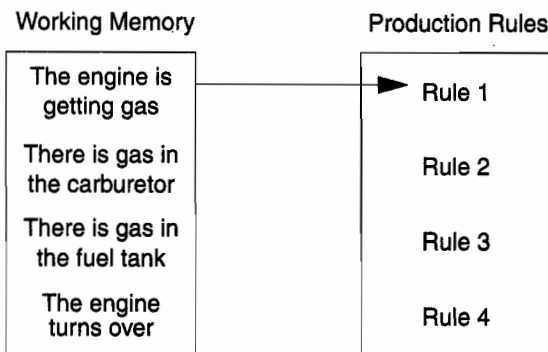 Working Memory
The engine is
getting gas
There is gas in
the carburetor
There is gas in
the fuel tank
The engine
turns over
Production Rules
Rule 1
Rule 2
Rule 3
Rule 4